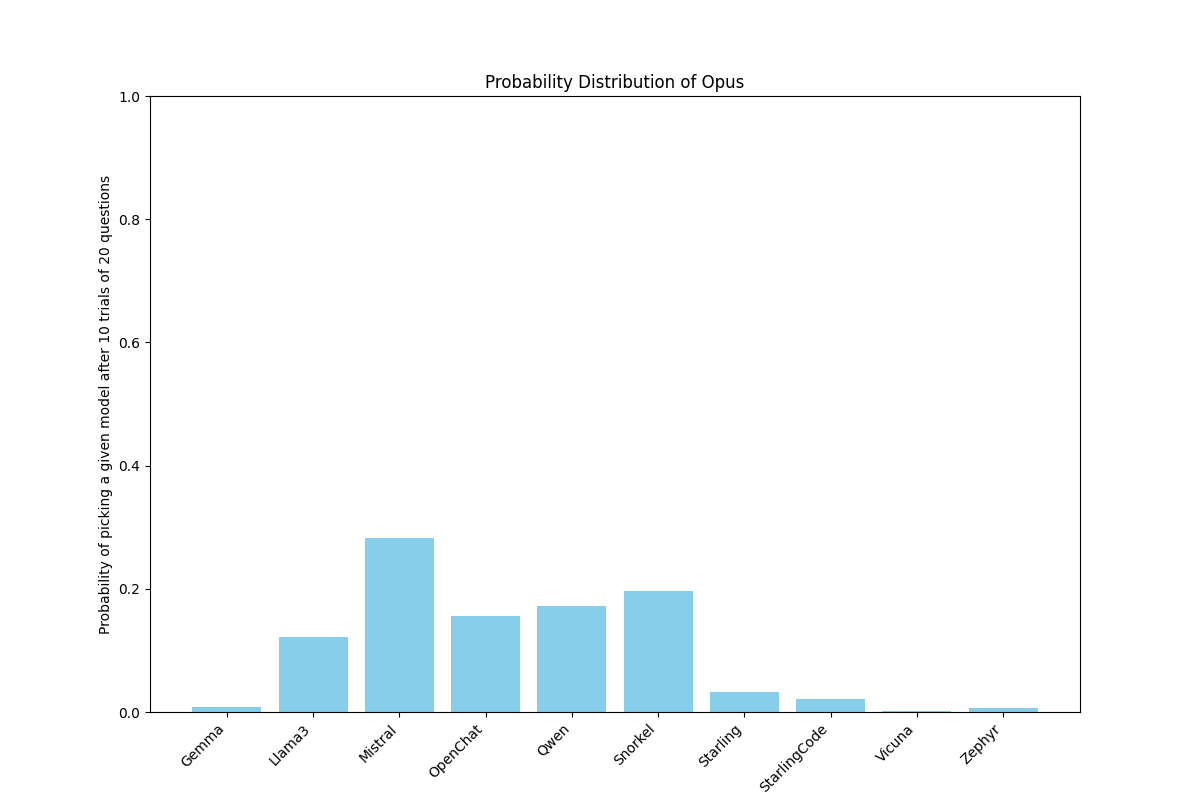 Probability Distribution of Opus
Probability of picking a given model after 10 trials of 20 questions
1.0
0.8
0.6
0.4
0.2
0.0
Gemma
Llama3
Mistral
OpenChat
Qwen
Snorkel
Starling
StarlingCode
Vicuna
Zephyr